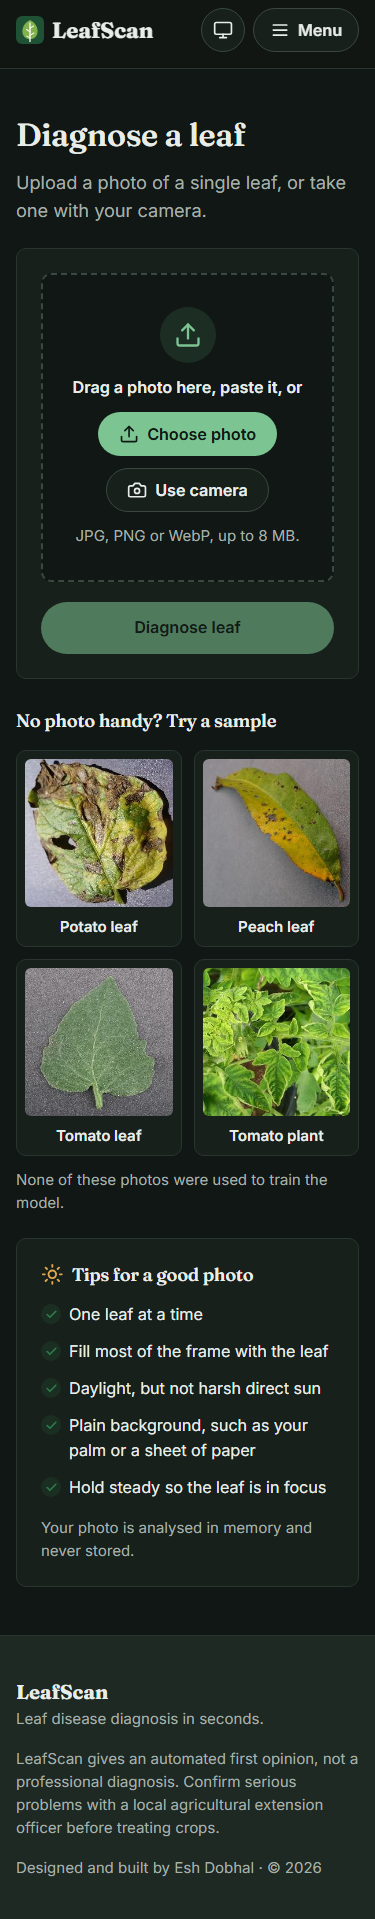 LeafScan
Menu
Diagnose a leaf
Upload a photo of a single leaf, or take
one with your camera.
Drag a photo here, paste it, or
Choose photo
Use camera
JPG, PNG or WebP, up to 8 MB.
Diagnose leaf
No photo handy? Try a sample
Potato leaf
Peach leaf
Tomato leaf
Tomato plant
None of these photos were used to train the
model.
Tips for a good photo
One leaf at a time
Fill most of the frame with the leaf
Daylight, but not harsh direct sun
Plain background, such as your
palm or a sheet of paper
Hold steady so the leaf is in focus
Your photo is analysed in memory and
never stored.
LeafScan
Leaf disease diagnosis in seconds.
LeafScan gives an automated first opinion, not a
professional diagnosis. Confirm serious
problems with a local agricultural extension
officer before treating crops.
Designed and built by Esh Dobhal · © 2026